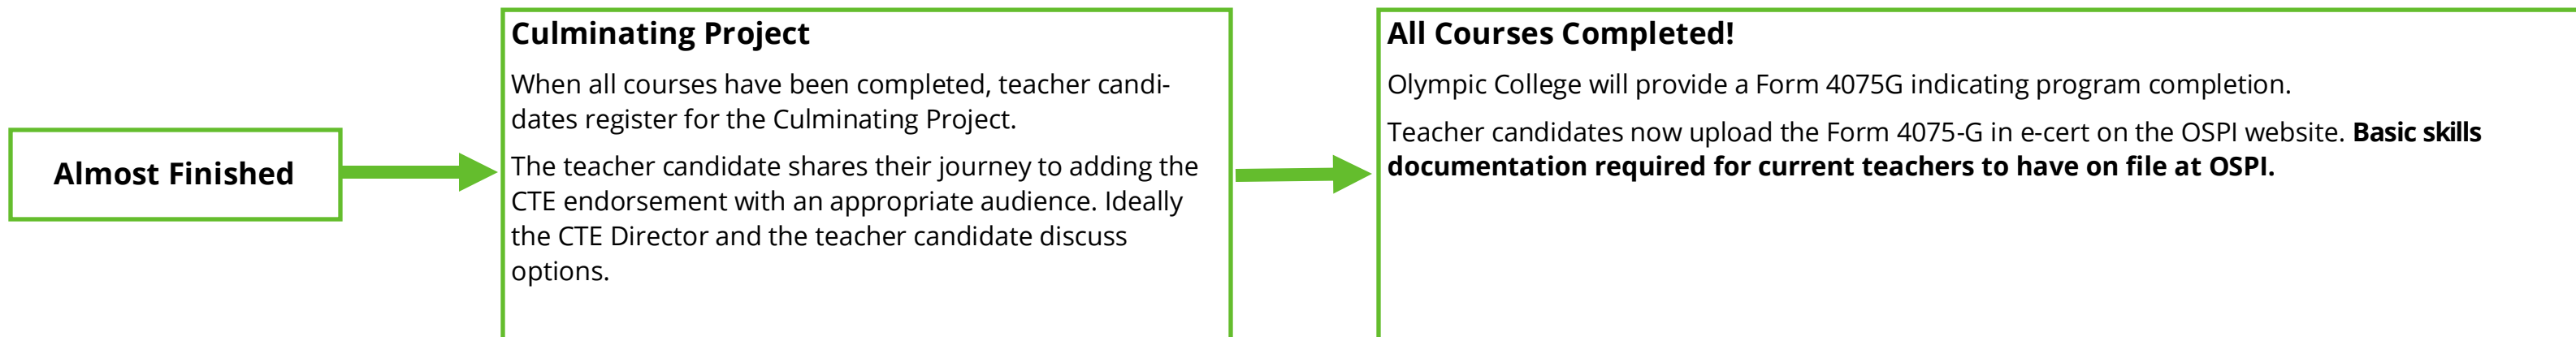 Almost Finished
Culminating Project
When all courses have been completed, teacher candi-
dates register for the Culminating Project.
The teacher candidate shares their journey to adding the
CTE endorsement with an appropriate audience. Ideally
the CTE Director and the teacher candidate discuss
options.
All Courses Completed!
Olympic College will provide a Form 4075G indicating program completion.
Teacher candidates now upload the Form 4075-G in e-cert on the OSPI website. Basic skills
documentation required for current teachers to have on file at OSPI.